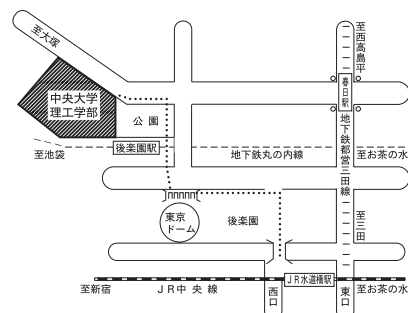 至大塚
至西高島平
中央大学
理工学部
公園
春日駅
地下鉄都営三田線
至池袋
後楽園駅
地下鉄丸の内線
至お茶の水
東京
ドーム
後楽園
至三田
JR水道橋駅
至新宿
JR中央線
西口
東口
至お茶の水